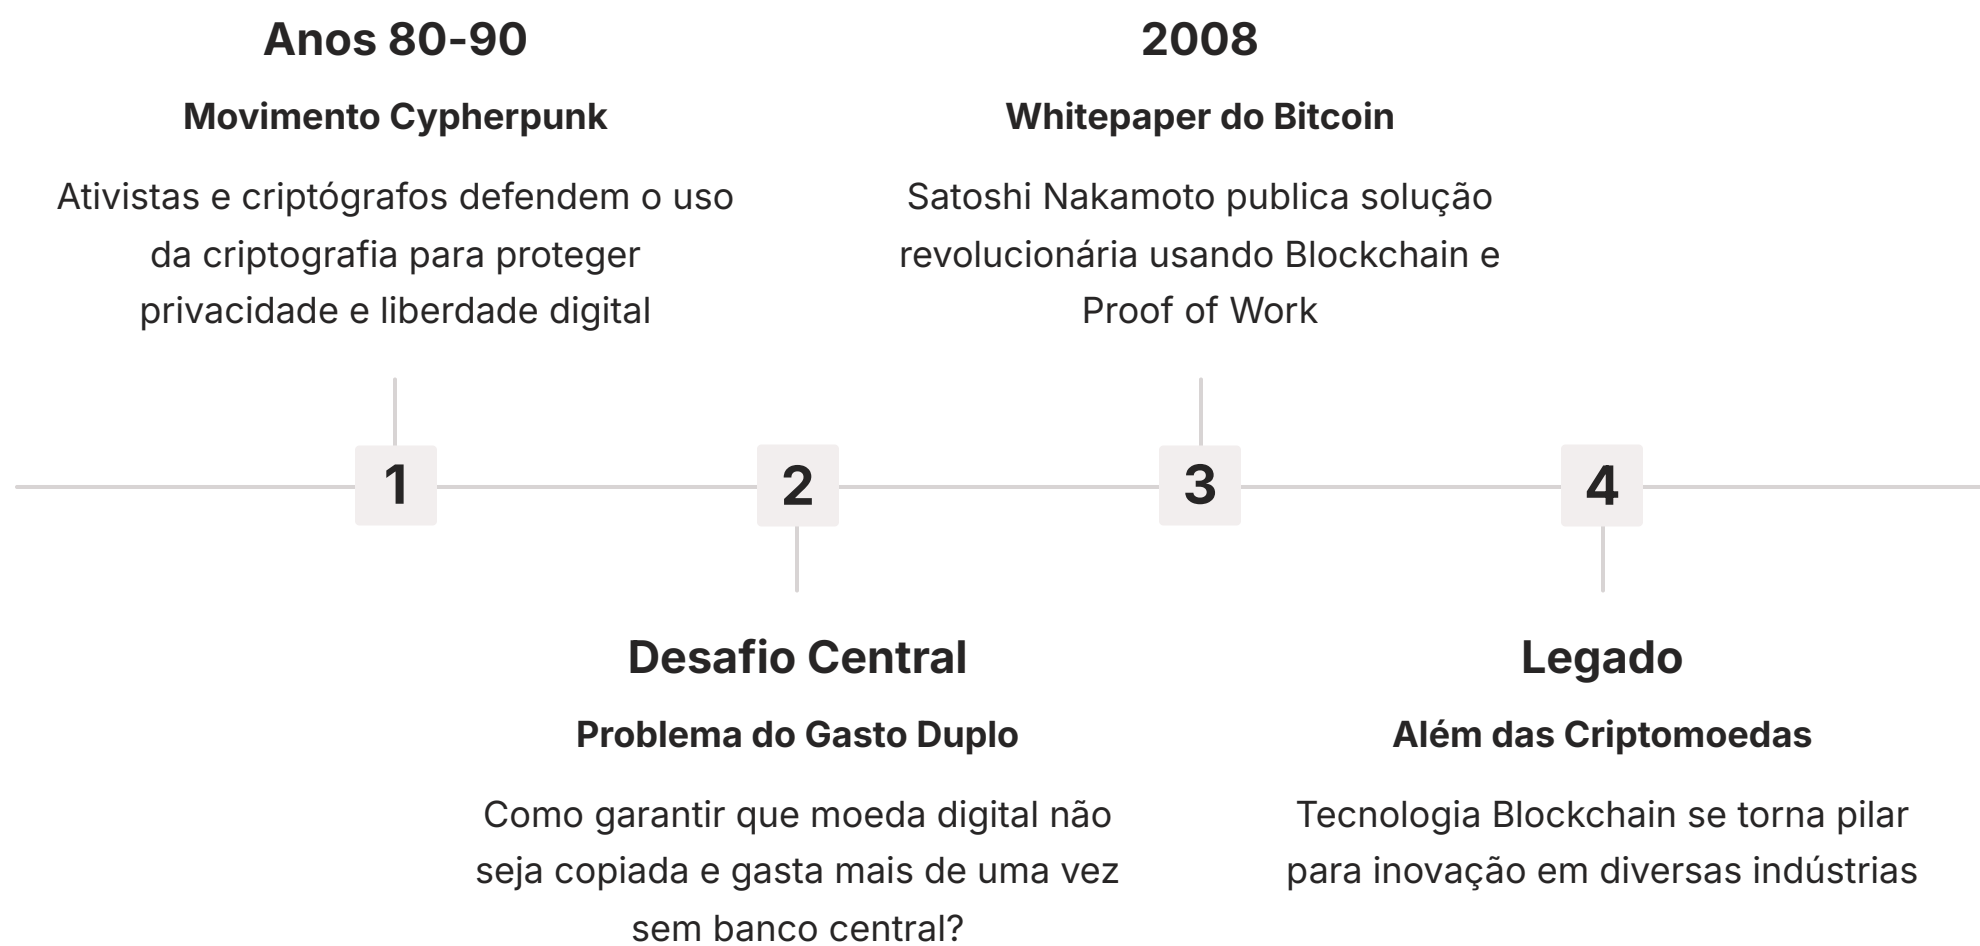 Anos 80-90
Movimento Cypherpunk
Ativistas e criptógrafos defendem o uso
da criptografia para proteger
privacidade e liberdade digital
1
2
Desafio Central
Problema do Gasto Duplo
Como garantir que moeda digital não
seja copiada e gasta mais de uma vez
sem banco central?
2008
Whitepaper do Bitcoin
Satoshi Nakamoto publica solução
revolucionária usando Blockchain e
Proof of Work
3
4
Legado
Além das Criptomoedas
Tecnologia Blockchain se torna pilar
para inovação em diversas indústrias